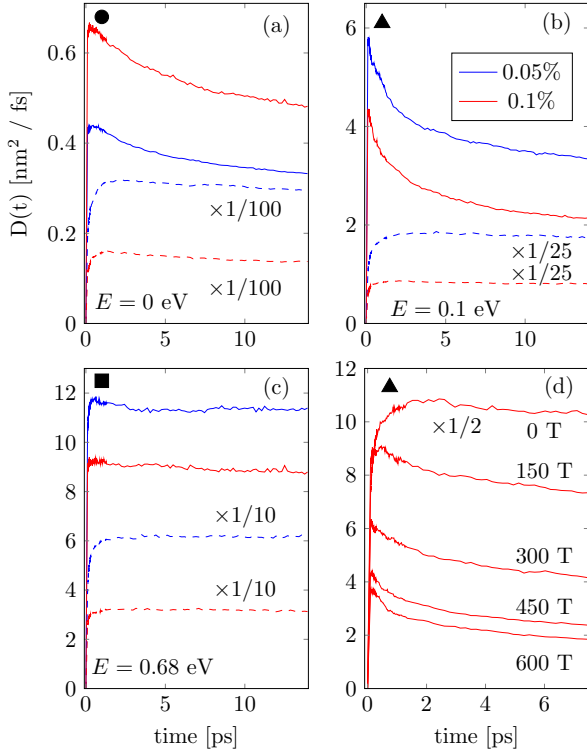 (a)
0.6
0.4
0.2
0
D(t) [nm² / fs]
×1/100
×1/100
E = 0 eV
0
5
10
(b)
0.05%
0.1%
6
4
2
0
×1/25
×1/25
E = 0.1 eV
0
5
10
(c)
12
10
8
6
4
2
0
×1/10
×1/10
E = 0.68 eV
0
5
10
time [ps]
(d)
12
10
8
6
4
2
0
×1/2
0 T
150 T
300 T
450 T
600 T
0
2
4
6
time [ps]